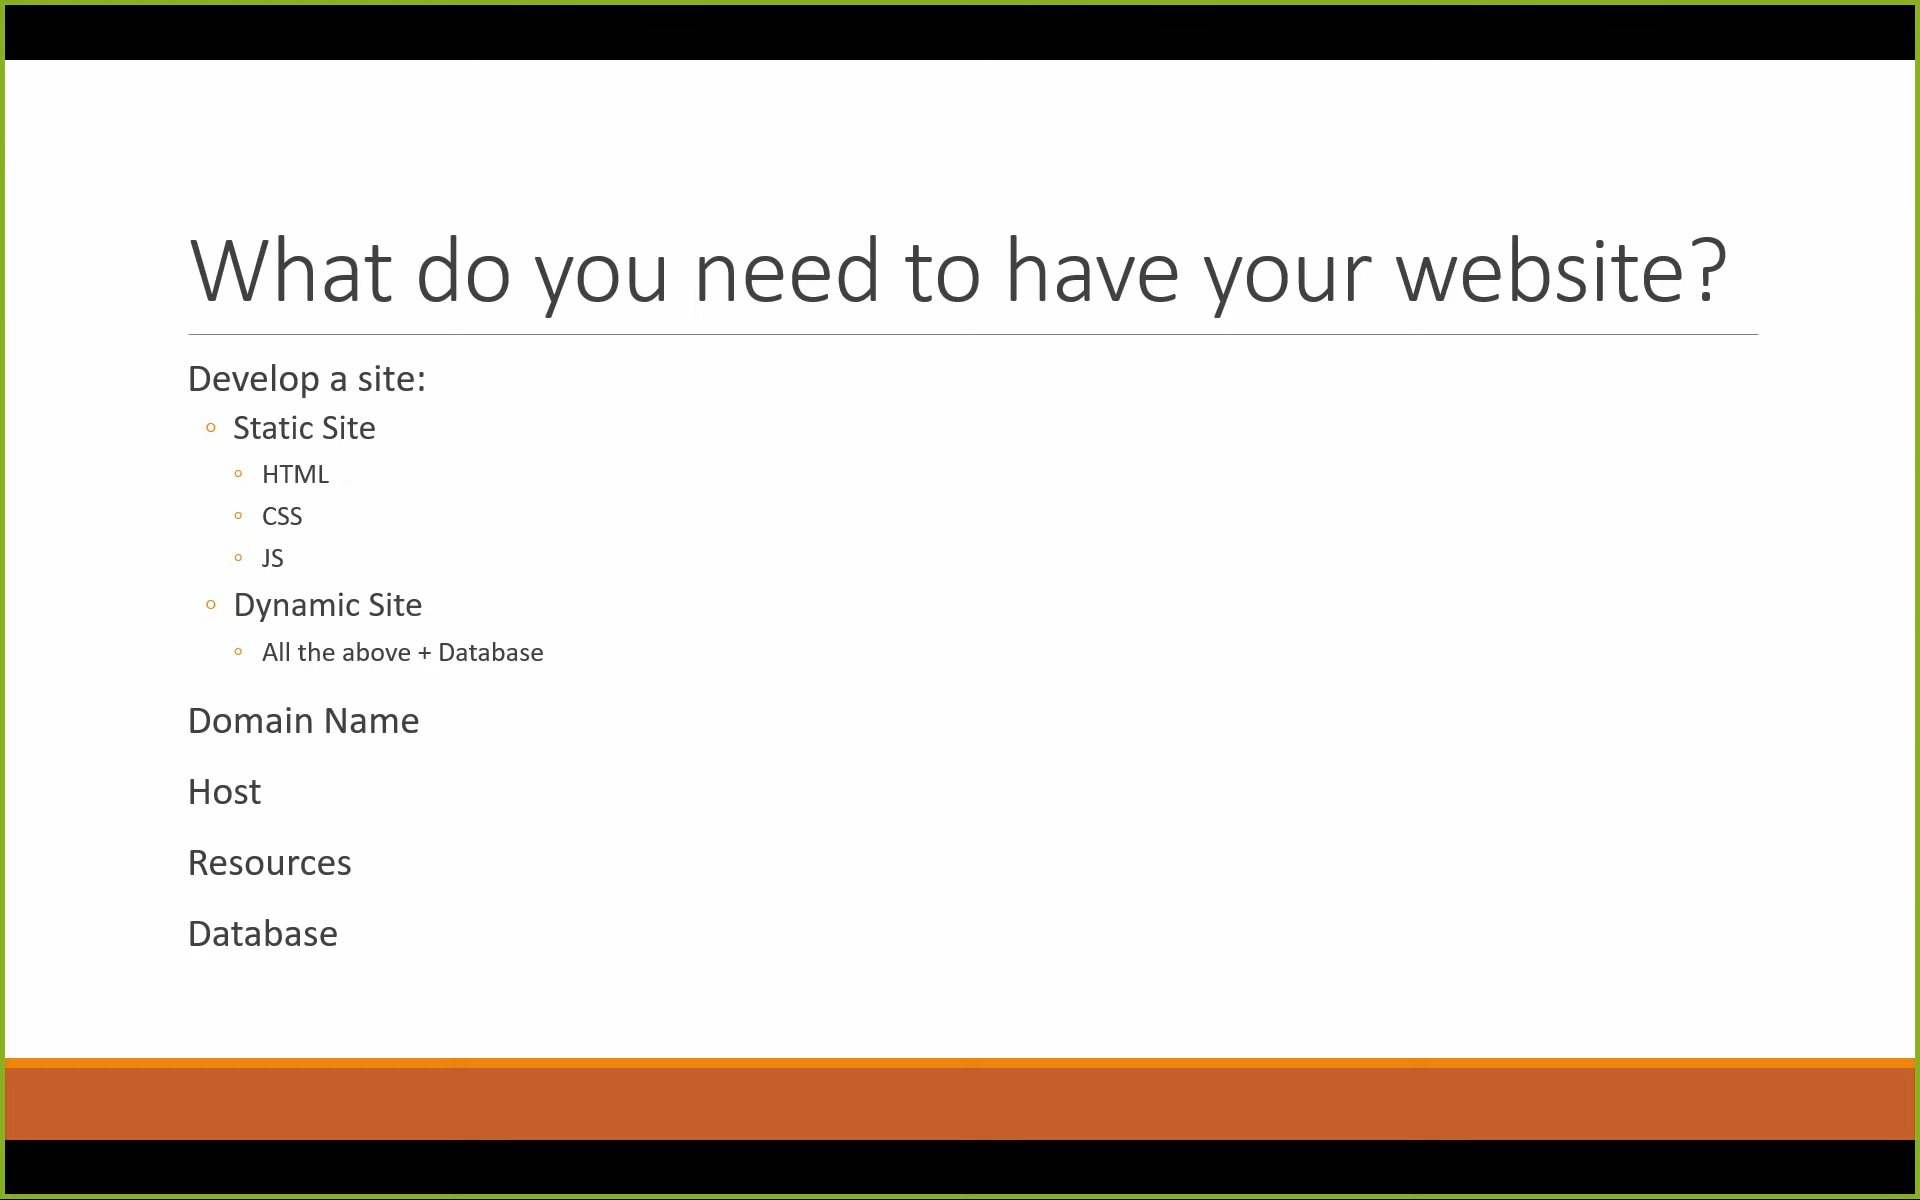 What do you need to have your website?
Develop a site:
◦ Static Site
◦ HTML
◦ CSS
◦ JS
◦ Dynamic Site
◦ All the above + Database
Domain Name
Host
Resources
Database